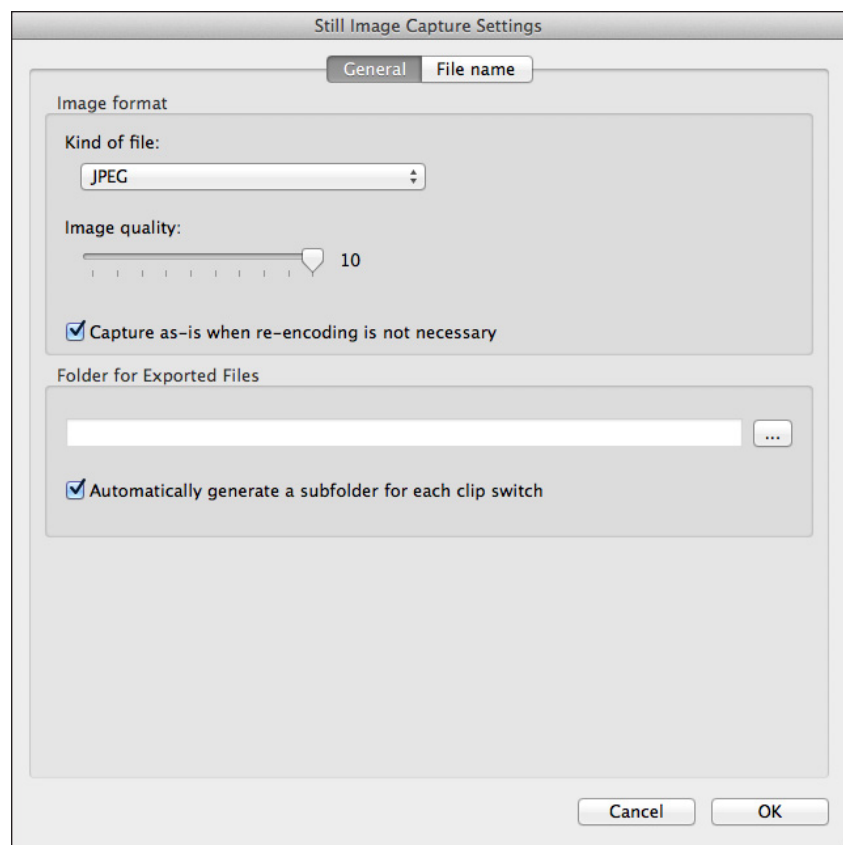 Still Image Capture Settings
General
File name
Image format
Kind of file:
JPEG
Image quality:
10
Capture as-is when re-encoding is not necessary
Folder for Exported Files
...
Automatically generate a subfolder for each clip switch
Cancel
OK